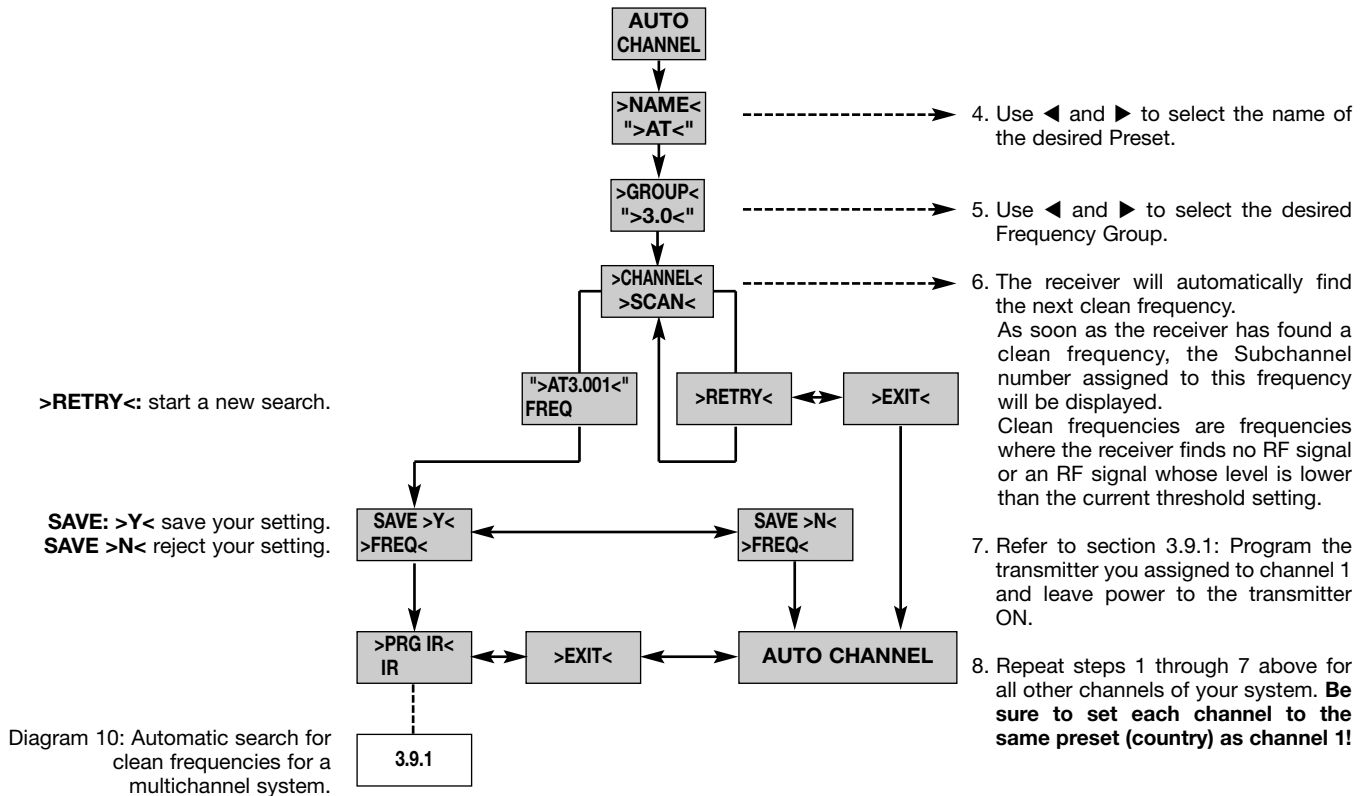 AUTO
CHANNEL
>NAME<
">AT<"
4. Use ◀ and ▶ to select the name of
the desired Preset.
>GROUP<
">3.0<"
5. Use ◀ and ▶ to select the desired
Frequency Group.
>CHANNEL<
>SCAN<
6. The receiver will automatically find
the next clean frequency.
As soon as the receiver has found a
clean frequency, the Subchannel
number assigned to this frequency
will be displayed.
Clean frequencies are frequencies
where the receiver finds no RF signal
or an RF signal whose level is lower
than the current threshold setting.
>RETRY<: start a new search.
">AT3.001<"
FREQ
>RETRY<
>EXIT<
SAVE: >Y< save your setting.
SAVE >N< reject your setting.
SAVE >Y<
>FREQ<
SAVE >N<
>FREQ<
7. Refer to section 3.9.1: Program the
transmitter you assigned to channel 1
and leave power to the transmitter
ON.
>PRG IR<
IR
>EXIT<
AUTO CHANNEL
8. Repeat steps 1 through 7 above for
all other channels of your system. Be
sure to set each channel to the
same preset (country) as channel 1!
Diagram 10: Automatic search for
clean frequencies for a
multichannel system.
3.9.1